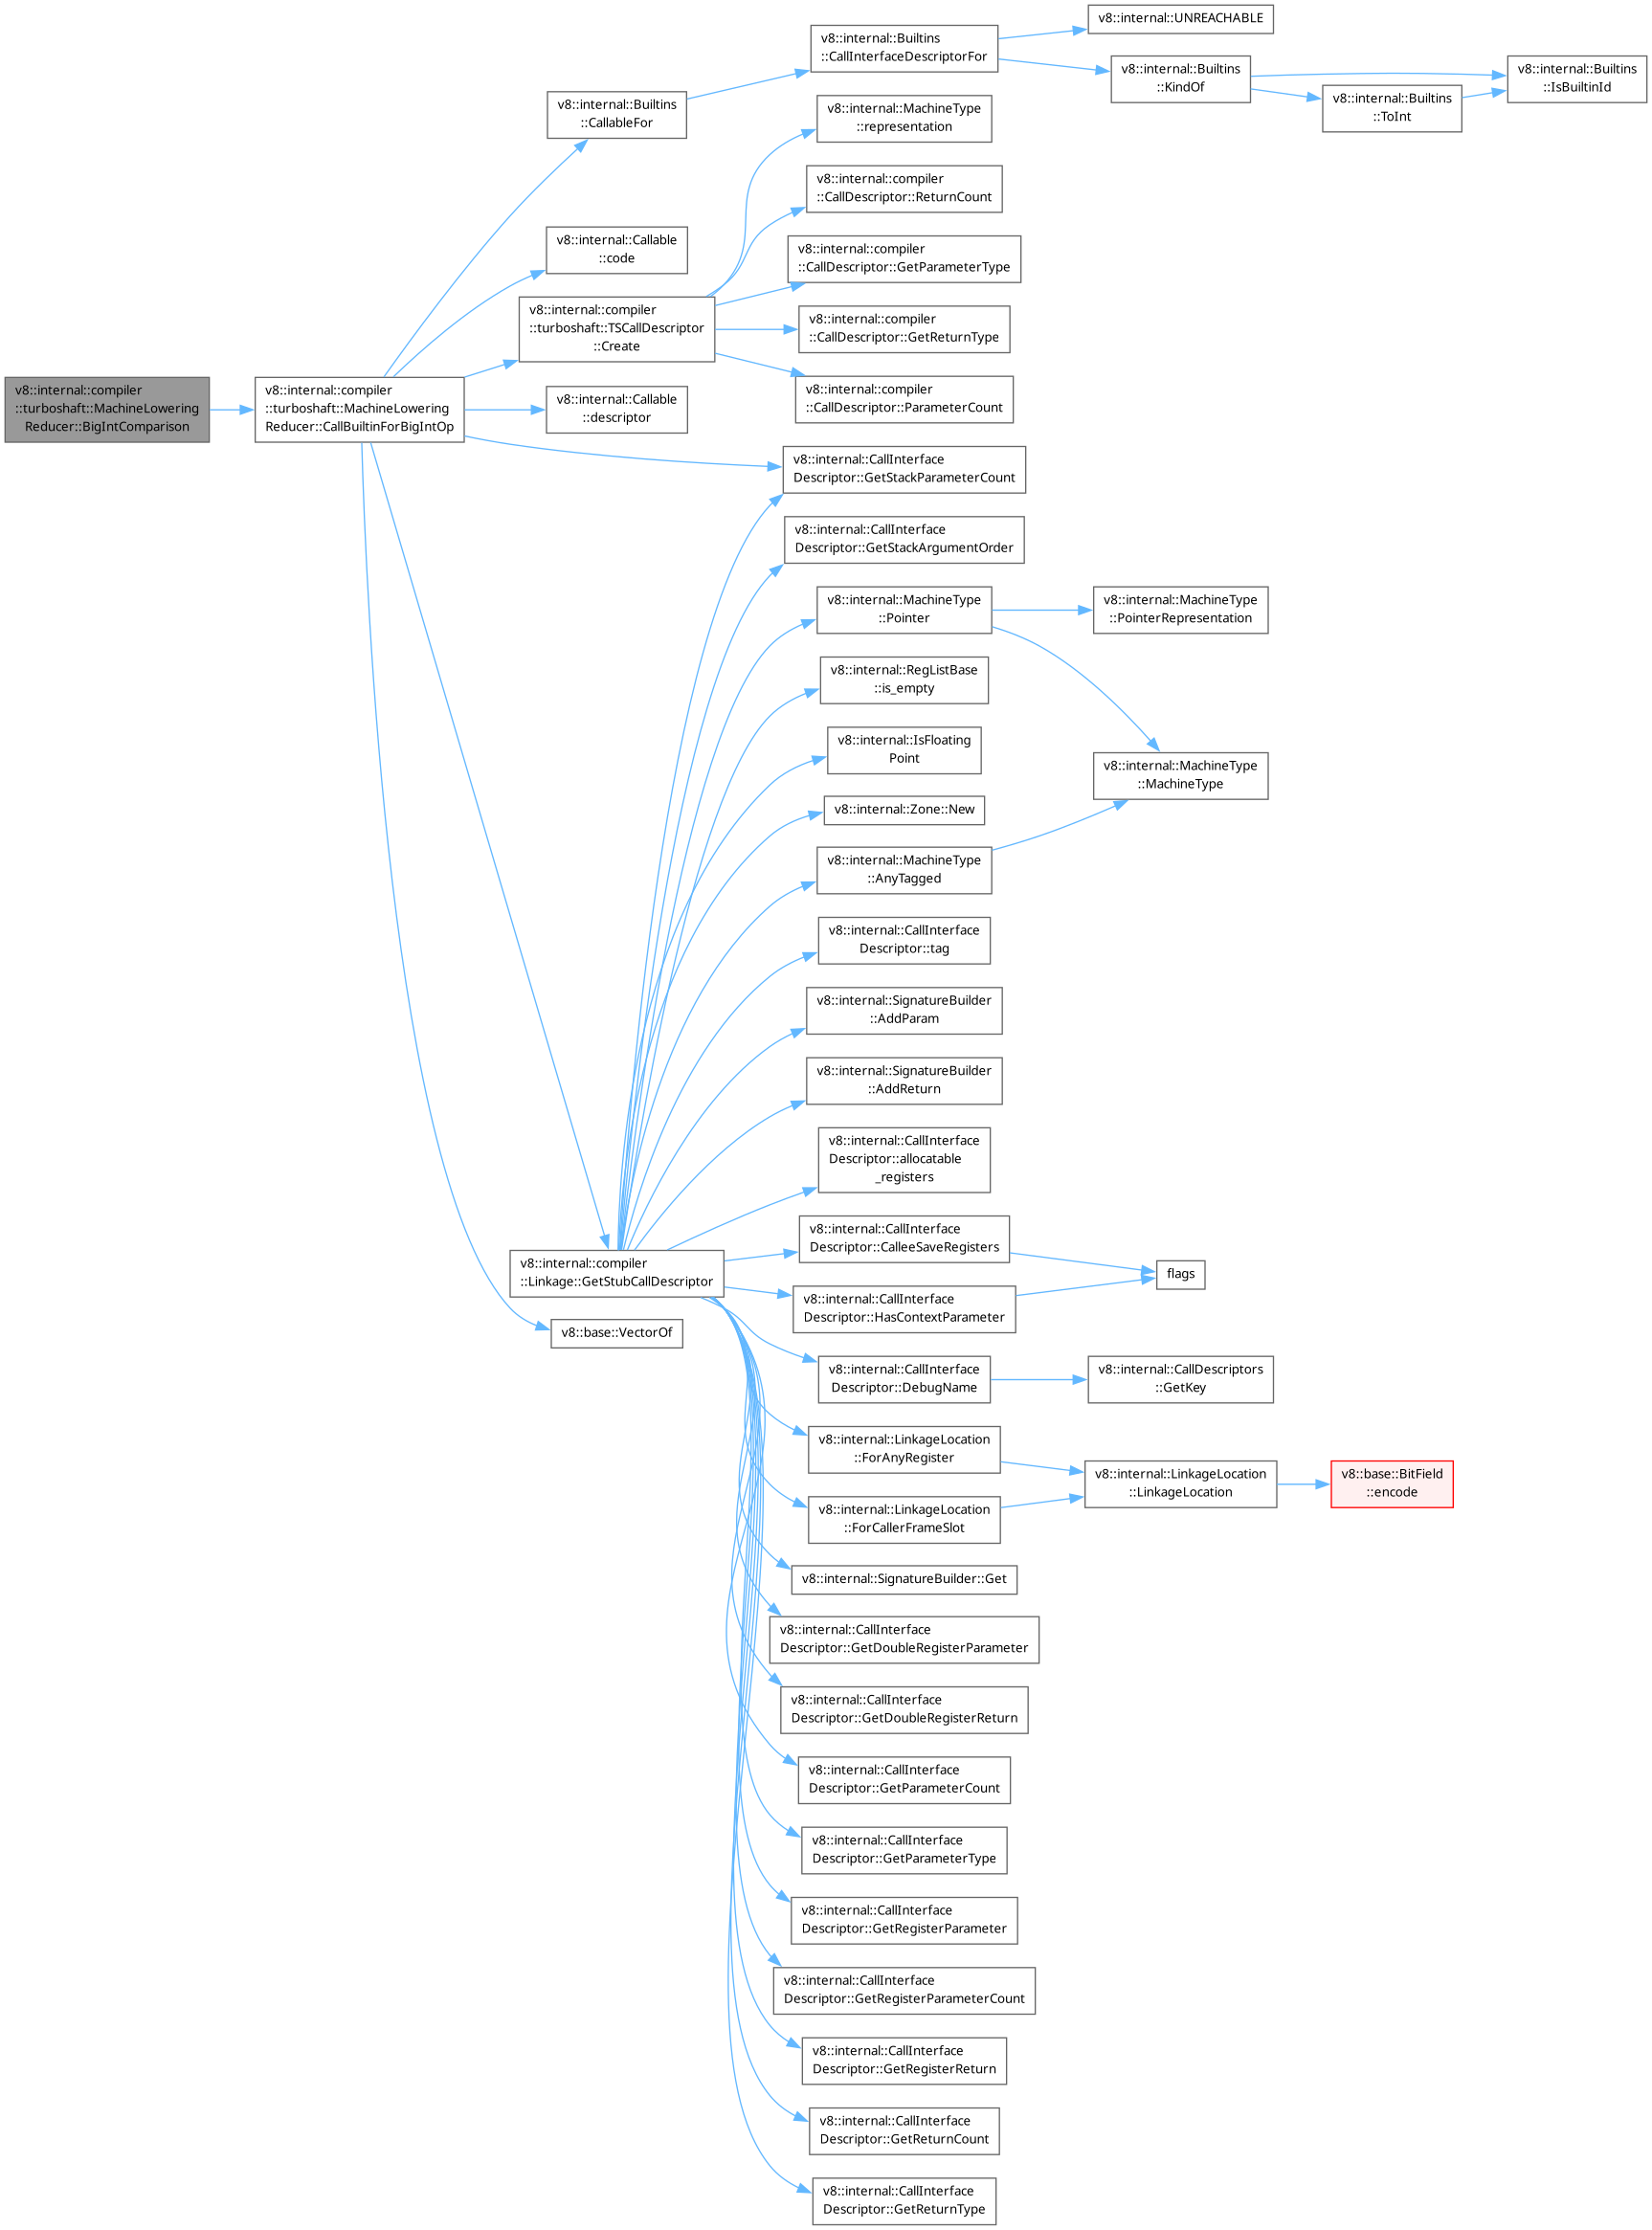 v8::internal::compiler
::turboshaft::MachineLowering
Reducer::BigIntComparison
v8::internal::compiler
::turboshaft::MachineLowering
Reducer::CallBuiltinForBigIntOp
v8::internal::Builtins
::CallableFor
v8::internal::Callable
::code
v8::internal::compiler
::turboshaft::TSCallDescriptor
::Create
v8::internal::Callable
::descriptor
v8::internal::compiler
::Linkage::GetStubCallDescriptor
v8::base::VectorOf
v8::internal::Builtins
::CallInterfaceDescriptorFor
v8::internal::MachineType
::representation
v8::internal::compiler
::CallDescriptor::ReturnCount
v8::internal::compiler
::CallDescriptor::GetParameterType
v8::internal::compiler
::CallDescriptor::GetReturnType
v8::internal::compiler
::CallDescriptor::ParameterCount
v8::internal::CallInterface
Descriptor::GetStackParameterCount
v8::internal::CallInterface
Descriptor::GetStackArgumentOrder
v8::internal::MachineType
::Pointer
v8::internal::RegListBase
::is_empty
v8::internal::IsFloating
Point
v8::internal::Zone::New
v8::internal::MachineType
::AnyTagged
v8::internal::CallInterface
Descriptor::tag
v8::internal::SignatureBuilder
::AddParam
v8::internal::SignatureBuilder
::AddReturn
v8::internal::CallInterface
Descriptor::allocatable
_registers
v8::internal::CallInterface
Descriptor::CalleeSaveRegisters
v8::internal::CallInterface
Descriptor::HasContextParameter
v8::internal::CallInterface
Descriptor::DebugName
v8::internal::LinkageLocation
::ForAnyRegister
v8::internal::LinkageLocation
::ForCallerFrameSlot
v8::internal::SignatureBuilder::Get
v8::internal::CallInterface
Descriptor::GetDoubleRegisterParameter
v8::internal::CallInterface
Descriptor::GetDoubleRegisterReturn
v8::internal::CallInterface
Descriptor::GetParameterCount
v8::internal::CallInterface
Descriptor::GetParameterType
v8::internal::CallInterface
Descriptor::GetRegisterParameter
v8::internal::CallInterface
Descriptor::GetRegisterParameterCount
v8::internal::CallInterface
Descriptor::GetRegisterReturn
v8::internal::CallInterface
Descriptor::GetReturnCount
v8::internal::CallInterface
Descriptor::GetReturnType
v8::internal::UNREACHABLE
v8::internal::Builtins
::KindOf
v8::internal::MachineType
::PointerRepresentation
v8::internal::MachineType
::MachineType
flags
v8::internal::CallDescriptors
::GetKey
v8::internal::LinkageLocation
::LinkageLocation
v8::internal::Builtins
::ToInt
v8::base::BitField
::encode
v8::internal::Builtins
::IsBuiltinId